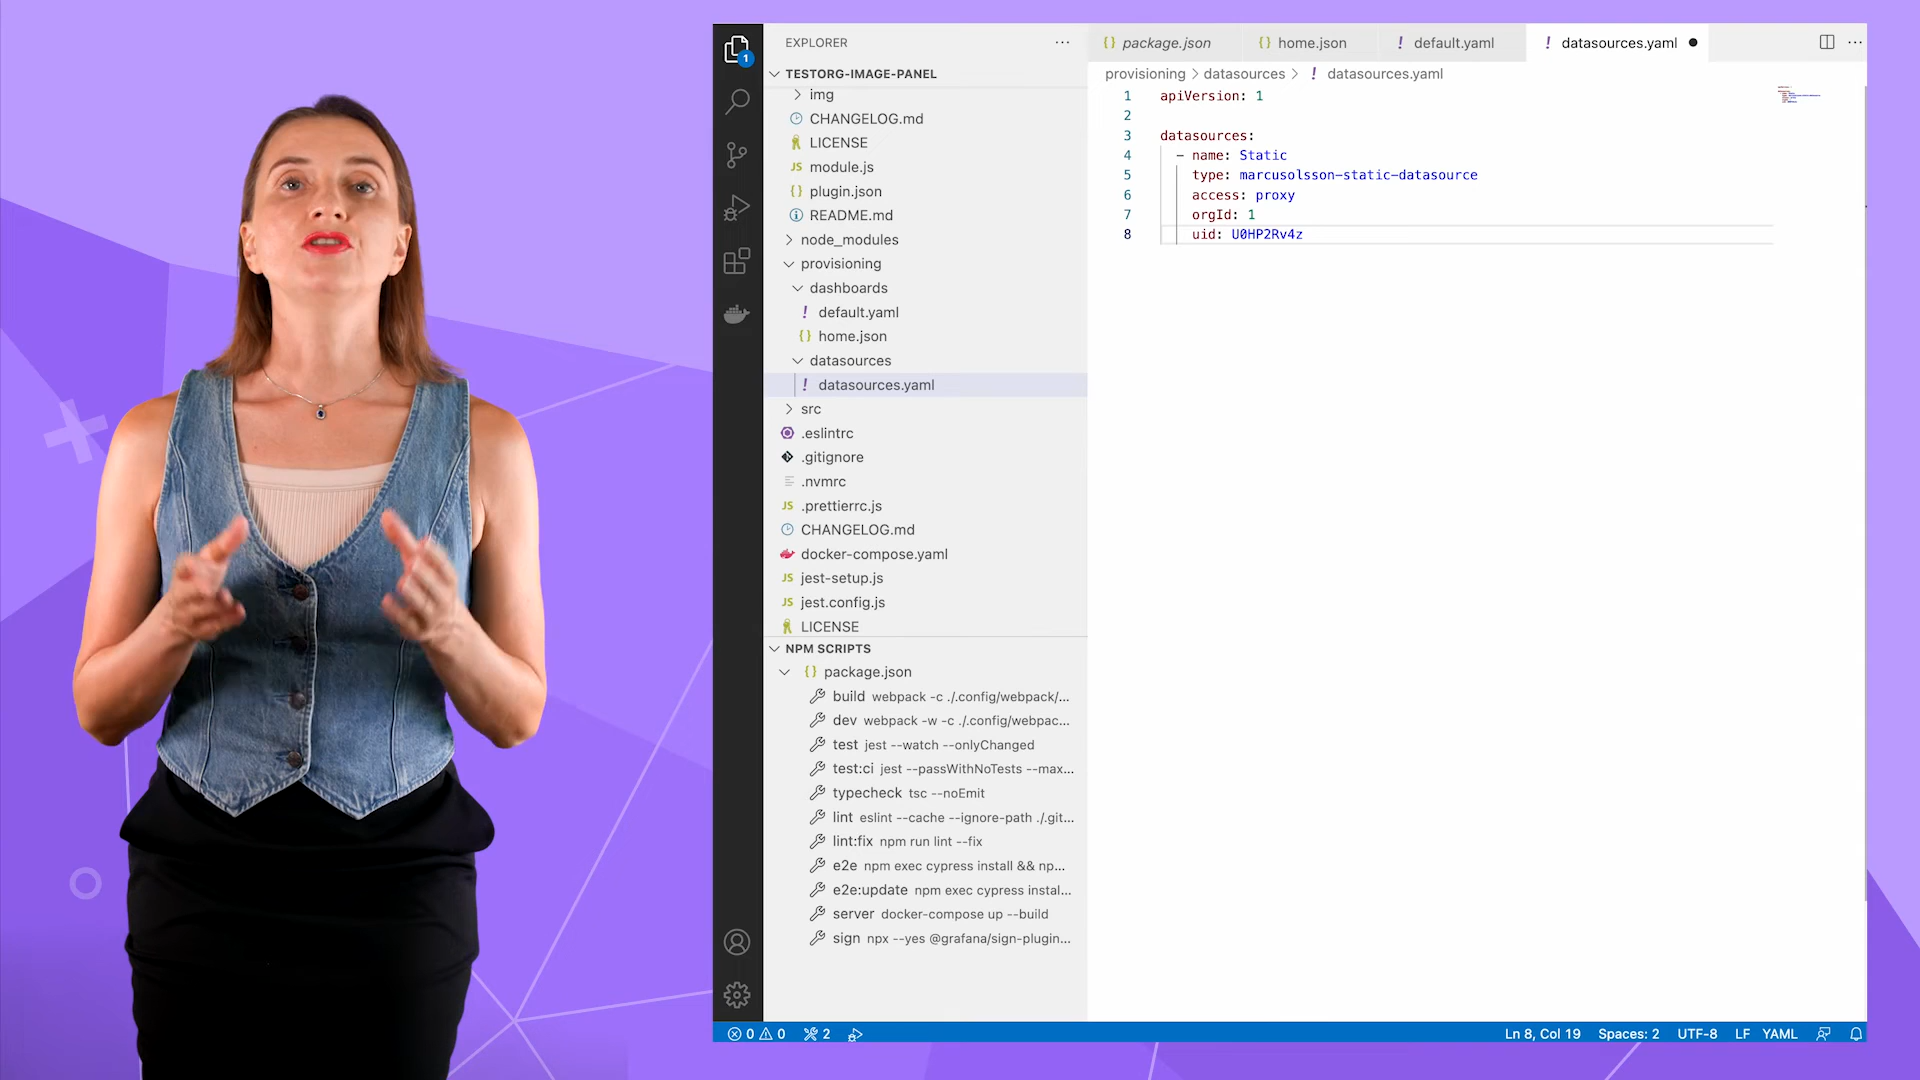 EXPLORER
TESTORG-IMAGE-PANEL
img
CHANGELOG.md
LICENSE
module.js
plugin.json
README.md
node_modules
provisioning
dashboards
default.yaml
home.json
datasources
datasources.yaml
src
.eslintrc
.gitignore
.nvmrc
.prettierrc.js
CHANGELOG.md
docker-compose.yaml
jest-setup.js
jest.config.js
LICENSE
NPM SCRIPTS
package.json
build webpack -c ./.config/webpack/...
dev webpack -w -c ./.config/webpac...
test jest --watch --onlyChanged
test:ci jest --passWithNoTests --max...
typecheck tsc --noEmit
lint eslint --cache --ignore-path ./.git...
lint:fix npm run lint --fix
e2e npm exec cypress install && np...
e2e:update npm exec cypress instal...
server docker-compose up --build
sign npx --yes @grafana/sign-plugin...
package.json home.json default.yaml datasources.yaml
provisioning > datasources > ! datasources.yaml
1 apiVersion: 1
2
3 datasources:
4 - name: Static
5 type: marcusolsson-static-datasource
6 access: proxy
7 orgId: 1
8 uid: U0HP2Rv4z
0 0 2 Ln 8, Col 19 Spaces: 2 UTF-8 LF YAML